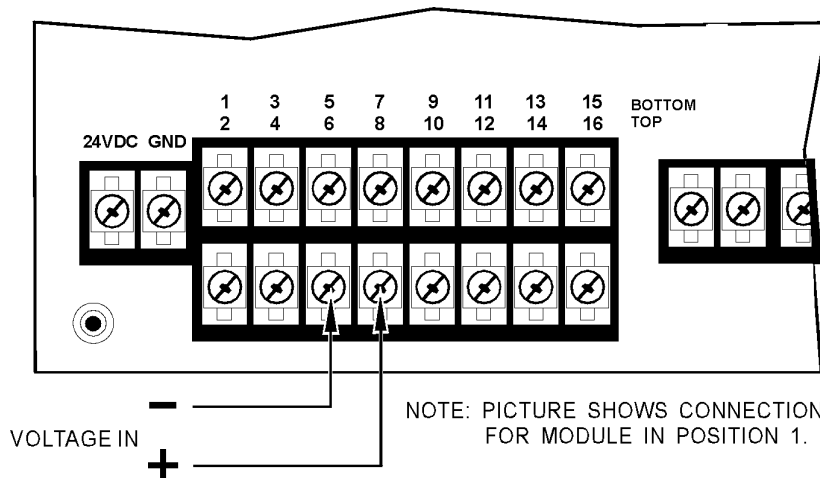 1 3 5 7 9 11 13 15 BOTTOM
2 4 6 8 10 12 14 16 TOP
24VDC GND
NOTE: PICTURE SHOWS CONNECTION
FOR MODULE IN POSITION 1.
VOLTAGE IN
- +